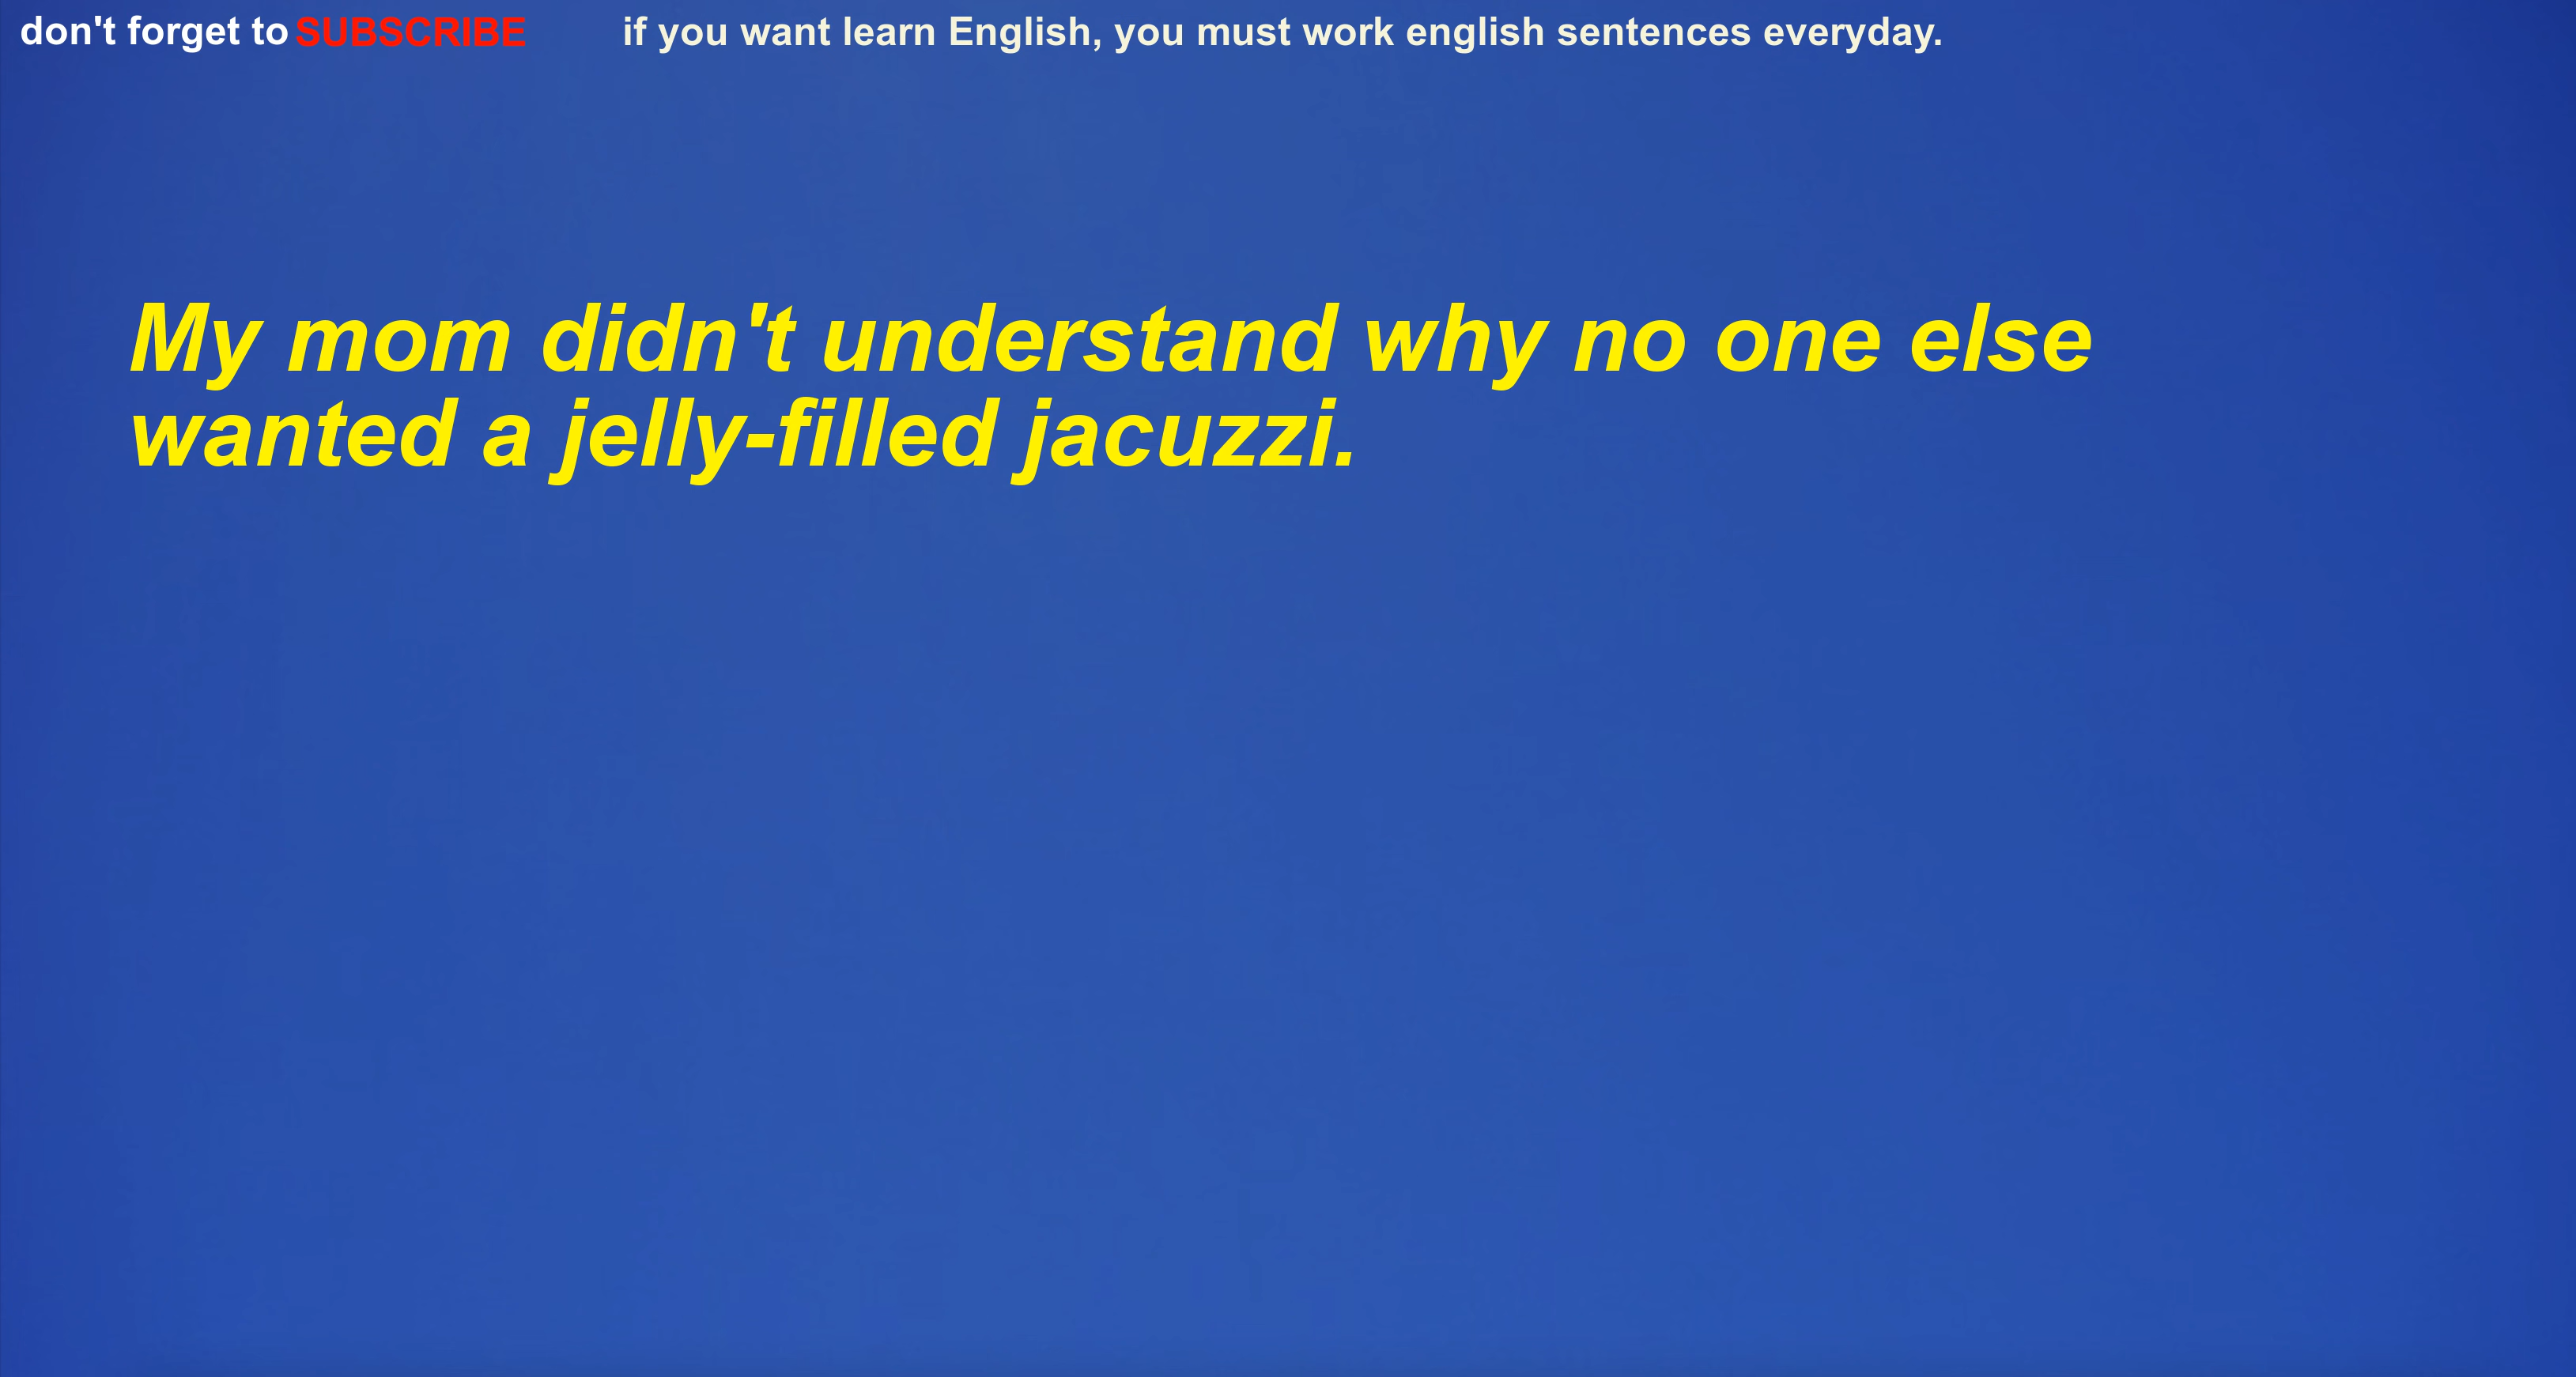 don't forget to SUBSCRIBE if you want learn English, you must work english sentences everyday.
My mom didn't understand why no one else
wanted a jelly-filled jacuzzi.